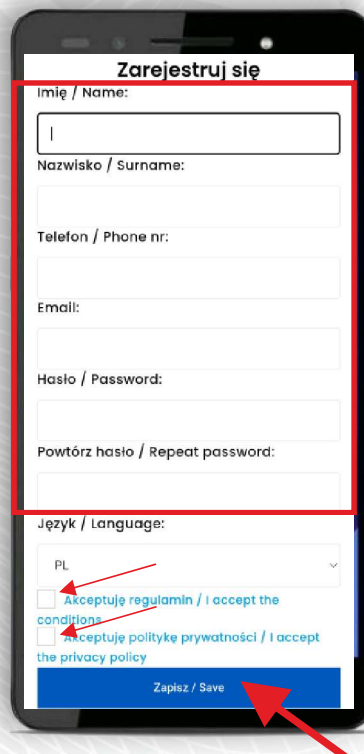 Zarejestruj się
Imię / Name:
Nazwisko / Surname:
Telefon / Phone nr:
Email:
Hasło / Password:
Powtórz hasło / Repeat password:
Język / Language:
PL
Akceptuję regulamin / I accept the
conditions
Akceptuję politykę prywatności / I accept
the privacy policy
Zapisz / Save